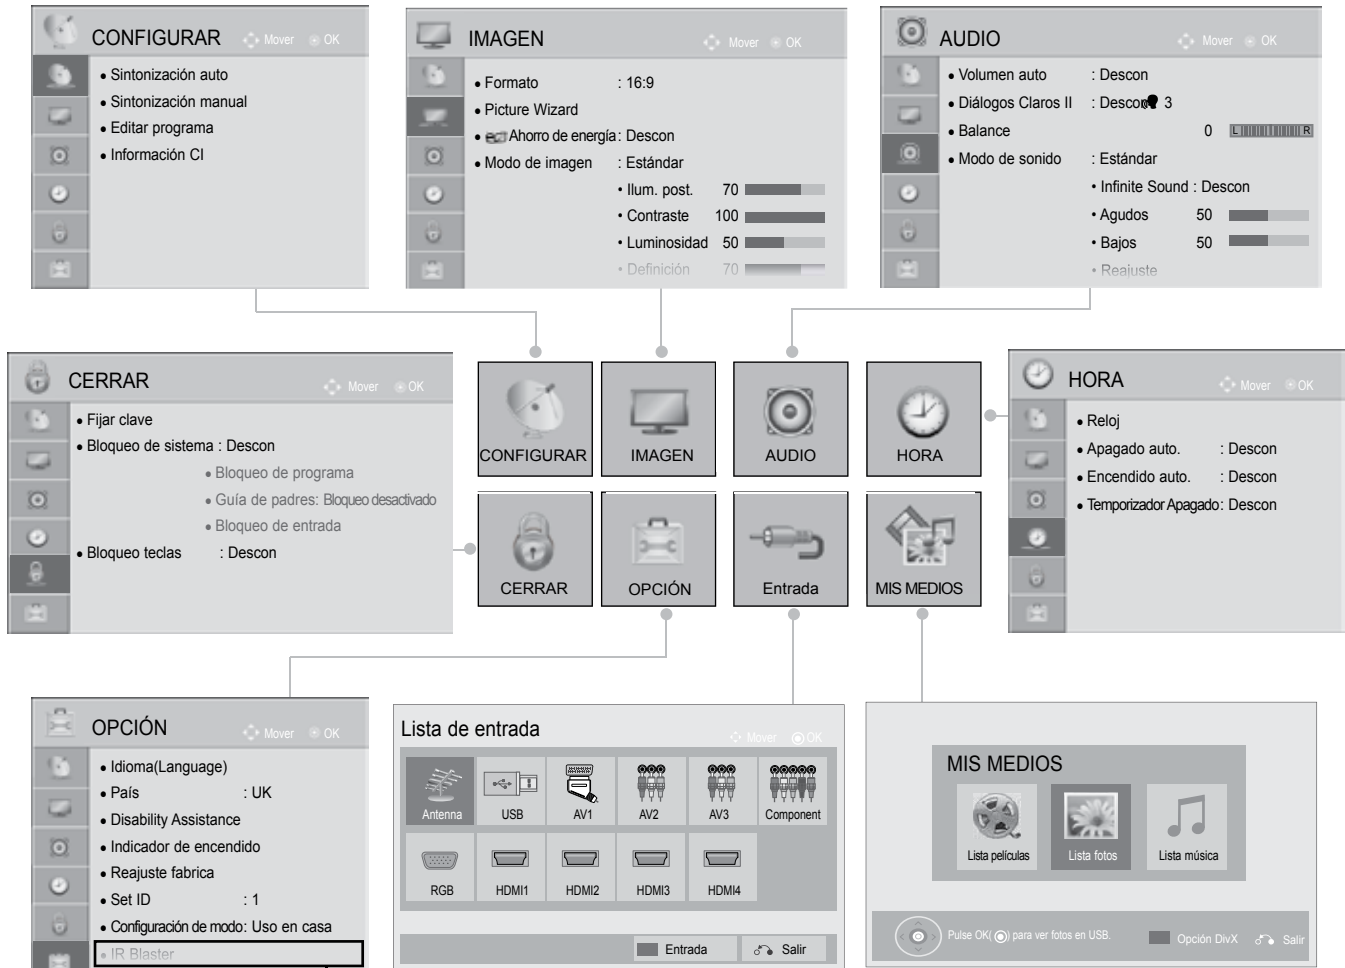 CONFIGURAR
Mover OK
• Sintonización auto
• Sintonización manual
• Editar programa
• Información CI
IMAGEN
Mover OK
• Formato : 16:9
• Picture Wizard
• Ahorro de energía : Descon
• Modo de imagen : Estándar
• Ilum. post. 70
• Contraste 100
• Luminosidad 50
• Definición 70
AUDIO
Mover OK
• Volumen auto : Descon
• Diálogos Claros II : Descon 3
• Balance 0 L R
• Modo de sonido : Estándar
• Infinite Sound : Descon
• Agudos 50
• Bajos 50
• Reajuste
CERRAR
Mover OK
• Fijar clave
• Bloqueo de sistema : Descon
• Bloqueo de programa
• Guía de padres: Bloqueo desactivado
• Bloqueo de entrada
• Bloqueo teclas : Descon
CONFIGURAR
IMAGEN
AUDIO
HORA
CERRAR
OPCIÓN
Entrada
MIS MEDIOS
HORA
Mover OK
• Reloj
• Apagado auto. : Descon
• Encendido auto. : Descon
• Temporizador Apagado: Descon
OPCIÓN
Mover OK
• Idioma(Language)
• País : UK
• Disability Assistance
• Indicador de encendido
• Reajuste fabrica
• Set ID : 1
• Configuración de modo: Uso en casa
• IR Blaster
Lista de entrada
Mover OK
Antenna
USB
AV1
AV2
AV3
Component
RGB
HDMI1
HDMI2
HDMI3
HDMI4
Entrada
Salir
MIS MEDIOS
Lista películas
Lista fotos
Lista música
Pulse OK( ) para ver fotos en USB.
Opción DivX
Salir